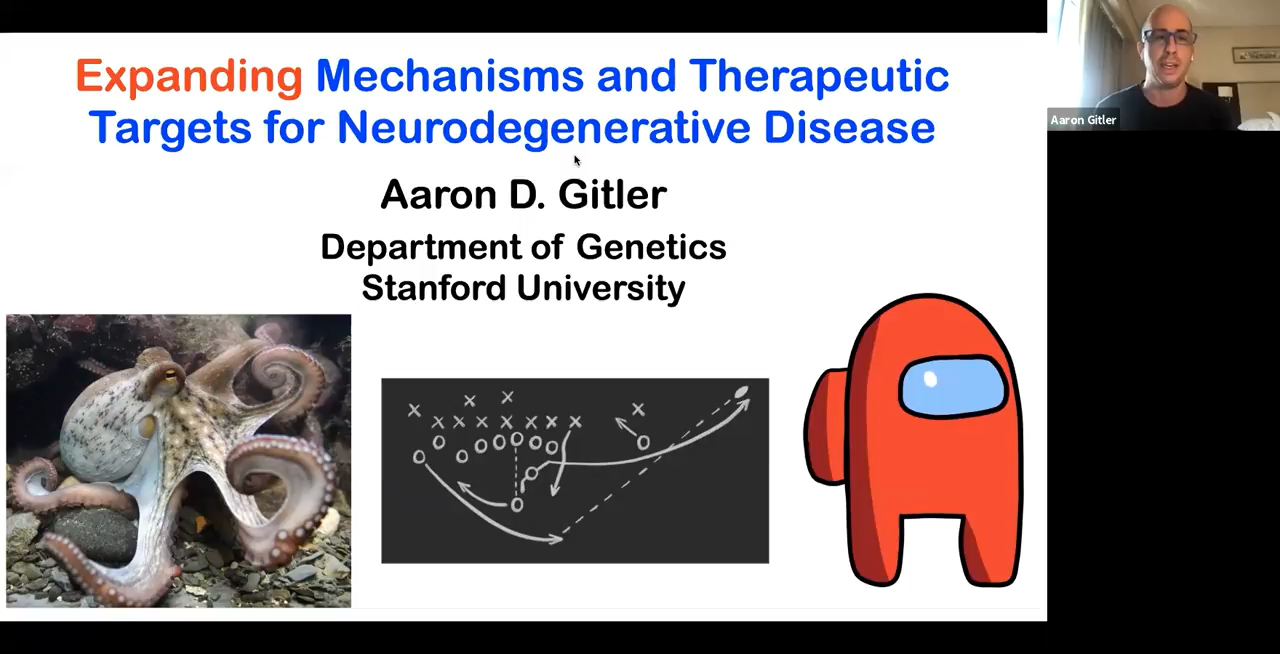 Expanding Mechanisms and Therapeutic
Targets for Neurodegenerative Disease
Aaron D. Gitler
Department of Genetics
Stanford University
Aaron Gitler